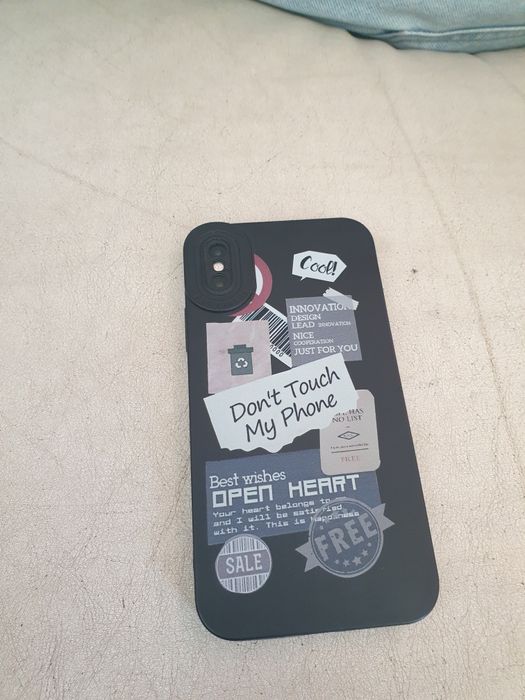 Cool!
INNOVATION
DESIGN
LEAD INNOVATION
NICE
COOPERATION
JUST FOR YOU
Don't Touch
My Phone
HAS
NO LIST
FREE
Best wishes
OPEN HEART
Your heart belongs to
and I will be satisfied
with it. This is happiness
FREE
SALE